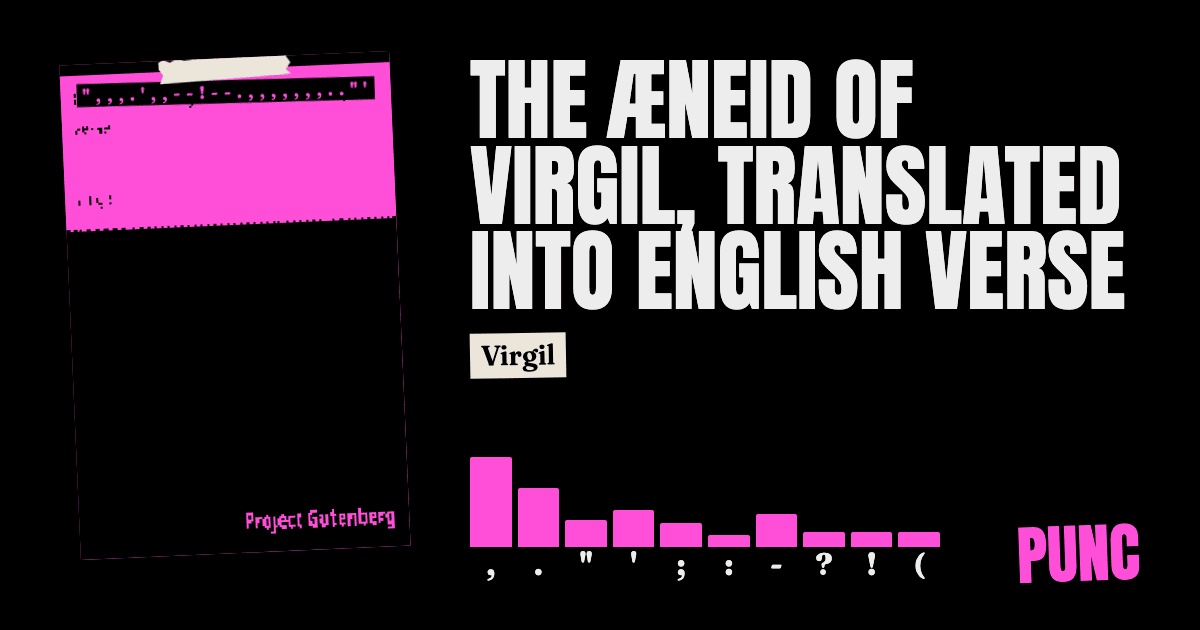 ",,,.',,--!--.,,,,,,,,.."'
Project Gutenberg
THE ÆNEID OF
VIRGIL, TRANSLATED
INTO ENGLISH VERSE
Virgil
, . " ' ; : - ? ! (
PUNC